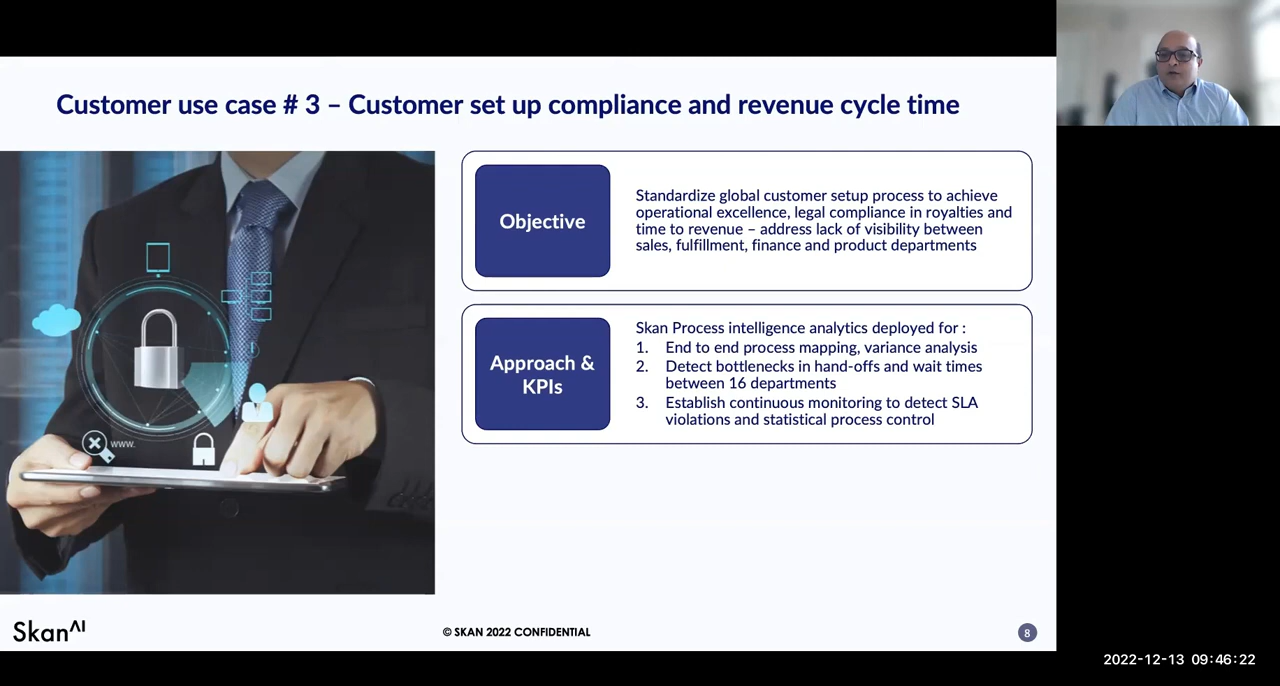 Customer use case # 3 – Customer set up compliance and revenue cycle time
Objective
Standardize global customer setup process to achieve
operational excellence, legal compliance in royalties and
time to revenue – address lack of visibility between
sales, fulfillment, finance and product departments
Approach &
KPIs
Skan Process intelligence analytics deployed for :
1. End to end process mapping, variance analysis
2. Detect bottlenecks in hand-offs and wait times
between 16 departments
3. Establish continuous monitoring to detect SLA
violations and statistical process control
www.
Skan AI
© SKAN 2022 CONFIDENTIAL
8
2022-12-13 09:46:22